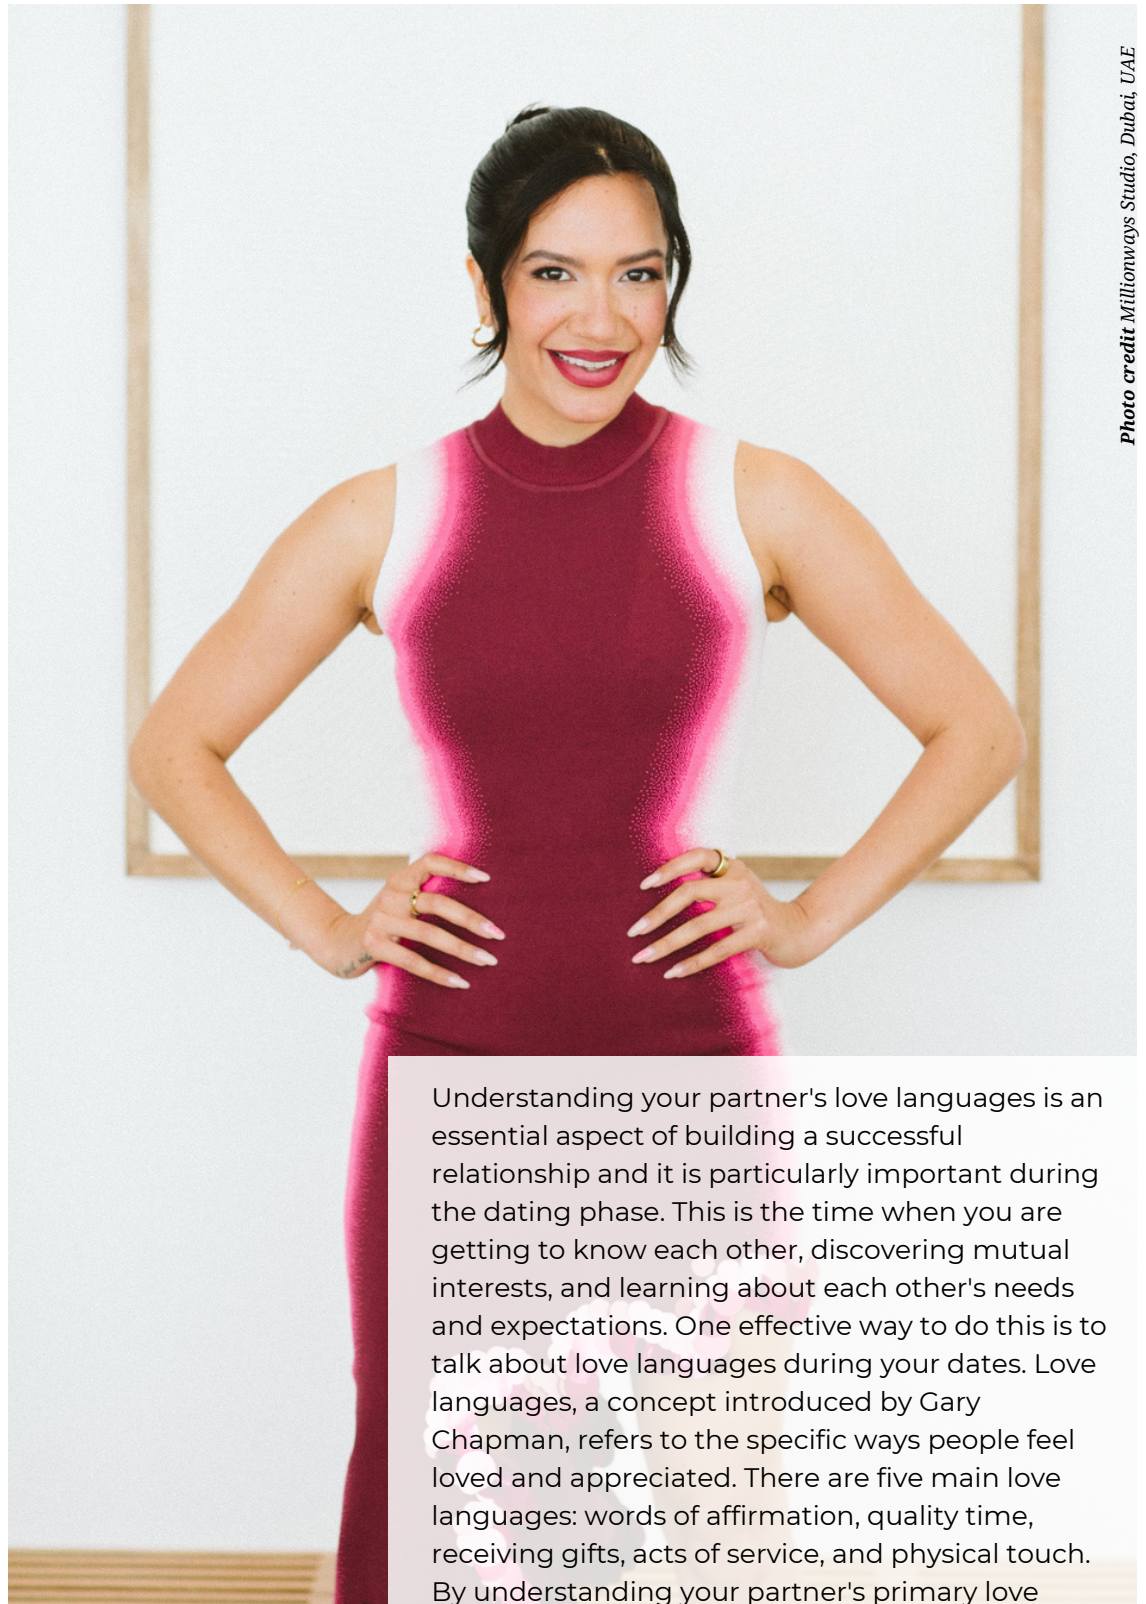 Photo credit Millionways Studio, Dubai, UAE
Understanding your partner's love languages is an
essential aspect of building a successful
relationship and it is particularly important during
the dating phase. This is the time when you are
getting to know each other, discovering mutual
interests, and learning about each other's needs
and expectations. One effective way to do this is to
talk about love languages during your dates. Love
languages, a concept introduced by Gary
Chapman, refers to the specific ways people feel
loved and appreciated. There are five main love
languages: words of affirmation, quality time,
receiving gifts, acts of service, and physical touch.
By understanding your partner's primary love